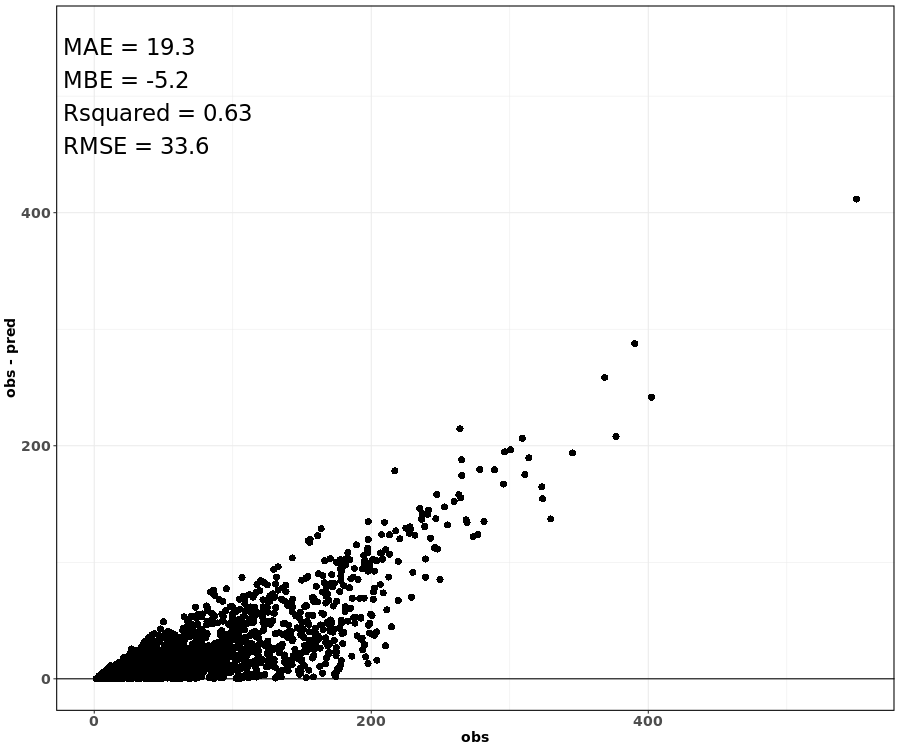 MAE = 19.3
MBE = -5.2
Rsquared = 0.63
RMSE = 33.6
400
200
0
obs - pred
0 200 400
obs